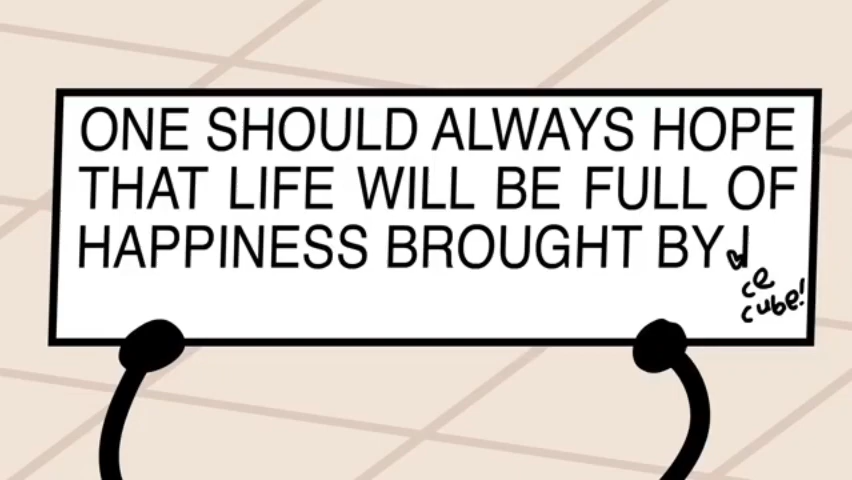 ONE SHOULD ALWAYS HOPE
THAT LIFE WILL BE FULL OF
HAPPINESS BROUGHT BY I
ce
cube!